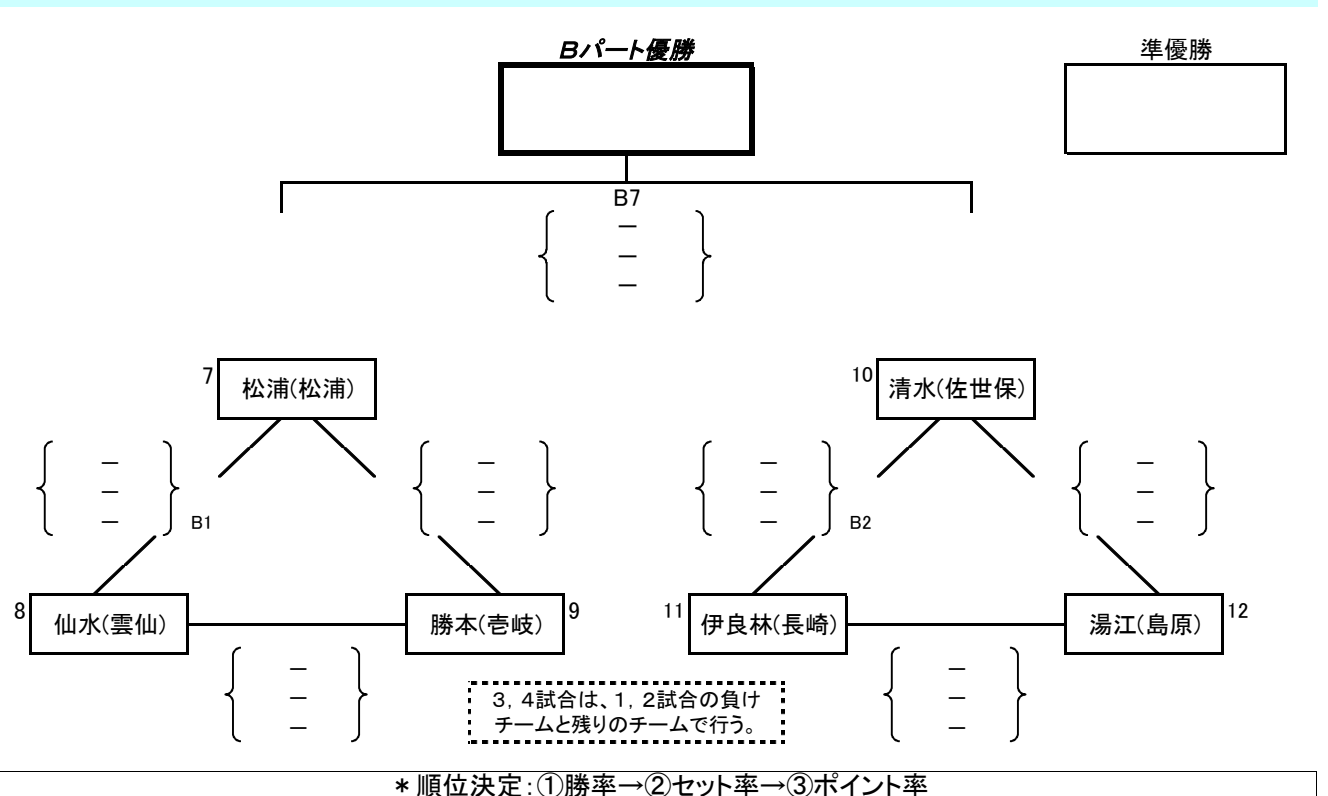 Bパート優勝
準優勝
B7
－
－
－
7
松浦(松浦)
10
清水(佐世保)
－
－
－
B1
－
－
－
－
－
－
B2
－
－
－
8
仙水(雲仙)
勝本(壱岐)
9
11
伊良林(長崎)
湯江(島原)
12
－
－
－
3，4試合は、1，2試合の負け
チームと残りのチームで行う。
－
－
－
＊順位決定：①勝率→②セット率→③ポイント率